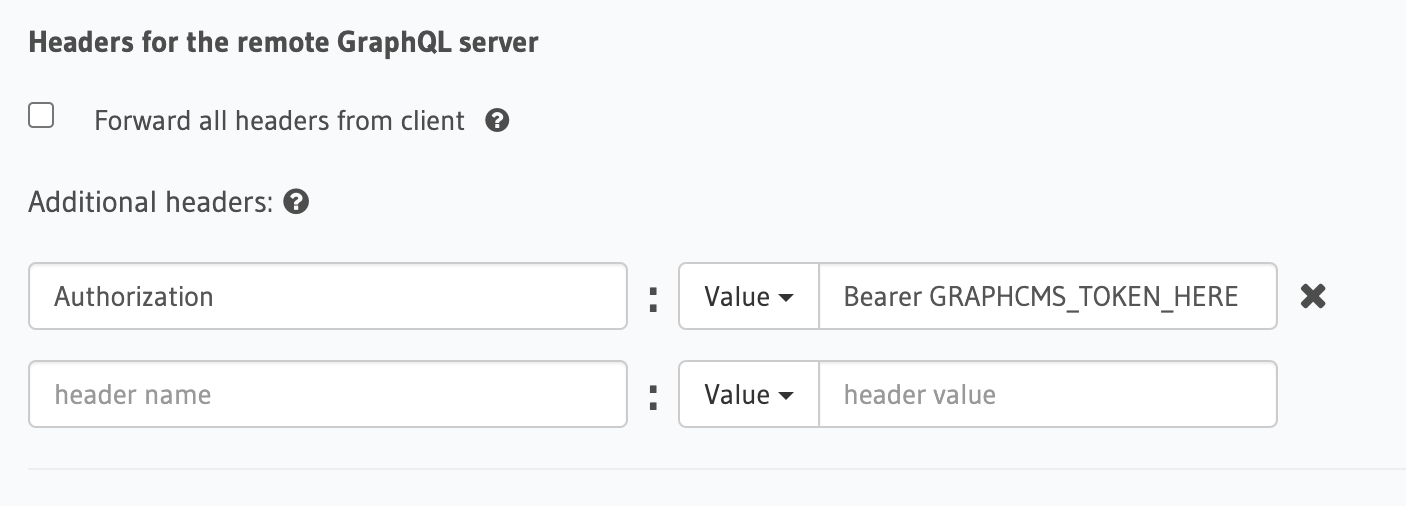 Headers for the remote GraphQL server
Forward all headers from client ?
Additional headers: ?
Authorization : Value Bearer GRAPHCMS_TOKEN_HERE
header name : Value header value